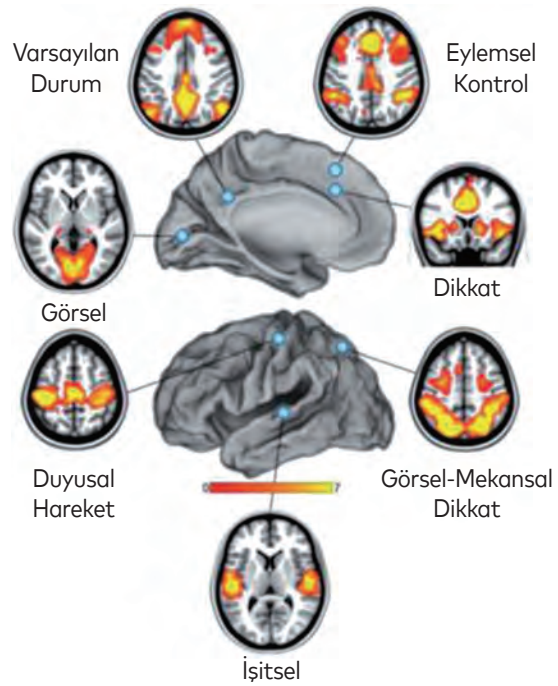 Varsayılan
Durum
Eylemsel
Kontrol
Görsel
Dikkat
Duyusal
Hareket
Görsel-Mekansal
Dikkat
İşitsel